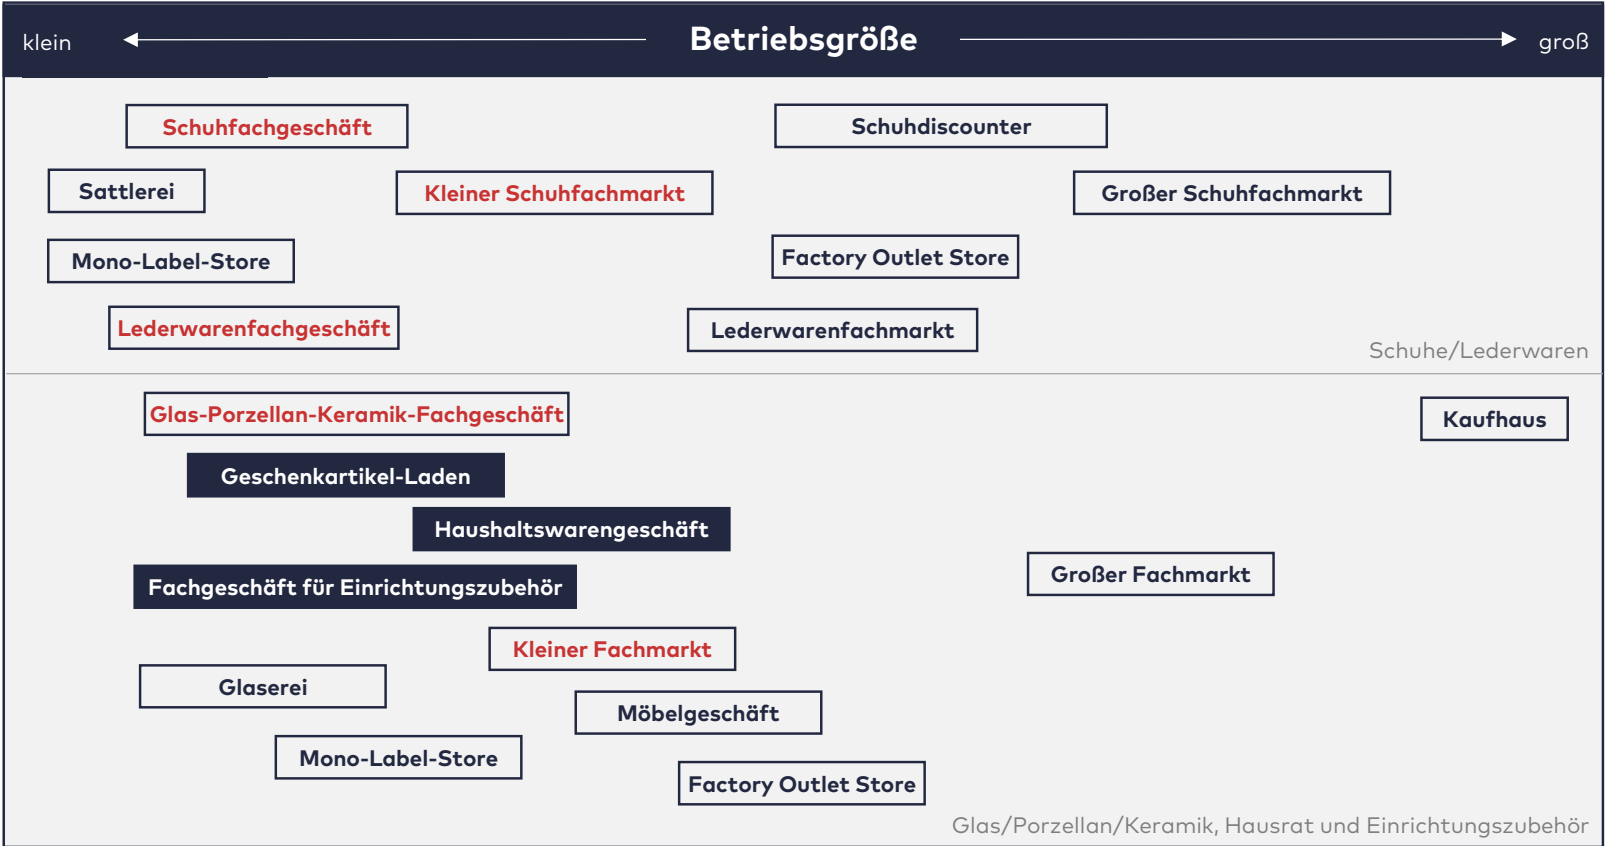 klein
Betriebsgröße
groß
Schuhfachgeschäft
Schuhdiscounter
Sattlerei
Kleiner Schuhfachmarkt
Großer Schuhfachmarkt
Mono-Label-Store
Factory Outlet Store
Lederwarenfachgeschäft
Lederwarenfachmarkt
Schuhe/Lederwaren
Glas-Porzellan-Keramik-Fachgeschäft
Kaufhaus
Geschenkartikel-Laden
Haushaltswarengeschäft
Großer Fachmarkt
Fachgeschäft für Einrichtungszubehör
Kleiner Fachmarkt
Glaserei
Möbelgeschäft
Mono-Label-Store
Factory Outlet Store
Glas/Porzellan/Keramik, Hausrat und Einrichtungszubehör